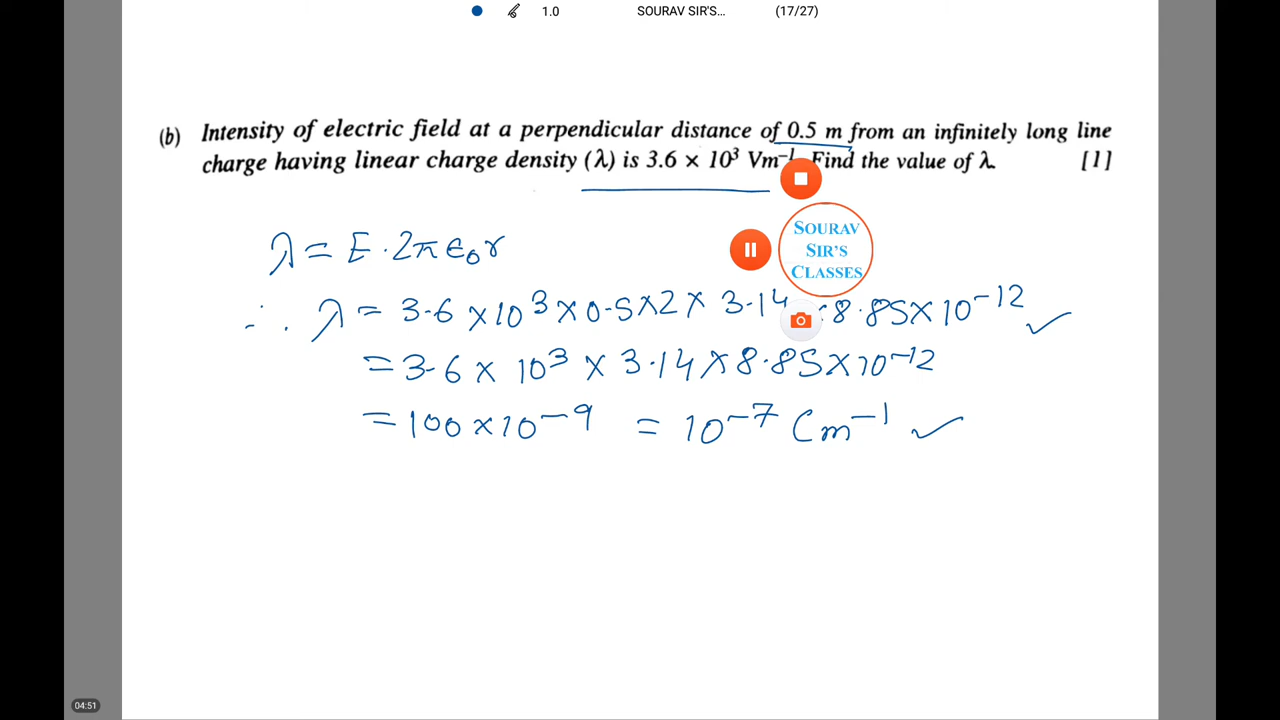 1.0 SOURAV SIR'S... (17/27)
(b) Intensity of electric field at a perpendicular distance of 0.5 m from an infinitely long line
charge having linear charge density (λ) is 3.6 × 10³ Vm⁻¹. Find the value of λ. [1]
SOURAV
SIR'S
CLASSES
λ = E · 2π ϵ₀ r
∴ λ = 3.6 × 10³ × 0.5 × 2 × 3.14 × 8.85 × 10⁻¹²
= 3.6 × 10³ × 3.14 × 8.85 × 10⁻¹²
= 100 × 10⁻⁹ = 10⁻⁷ Cm⁻¹
04:51